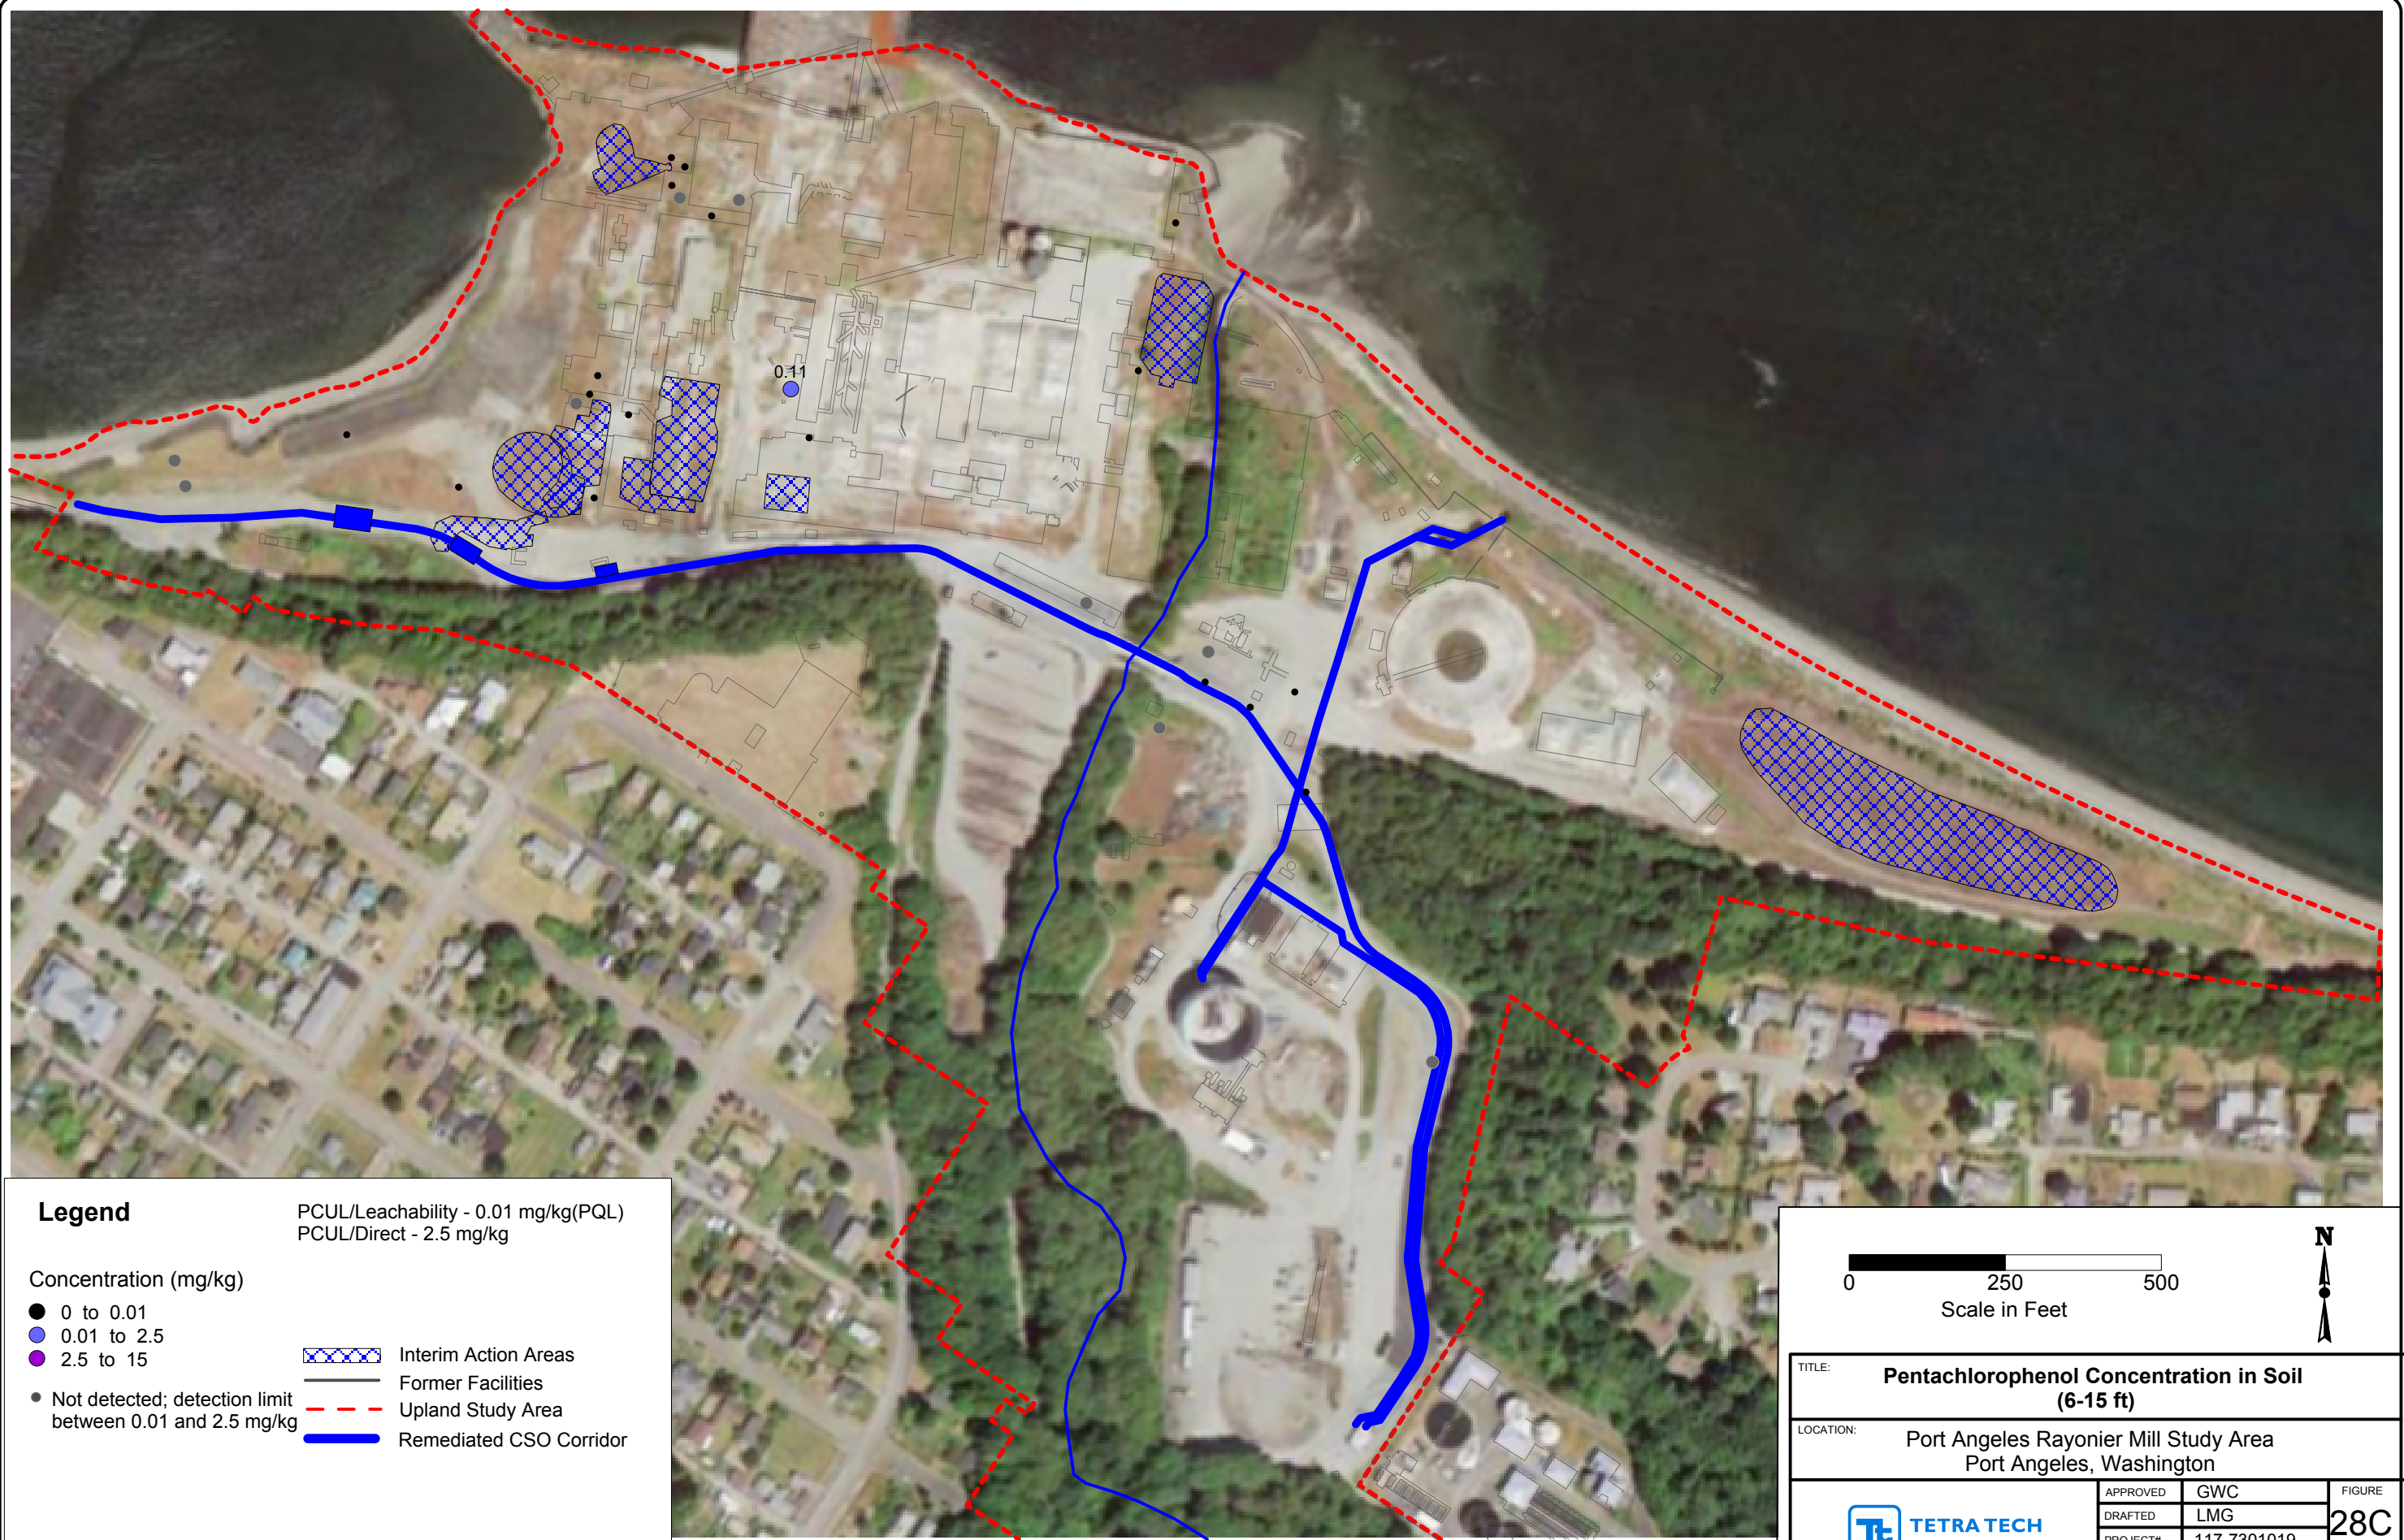 0.11
Legend
PCUL/Leachability - 0.01 mg/kg(PQL)
PCUL/Direct - 2.5 mg/kg
Concentration (mg/kg)
0 to 0.01
0.01 to 2.5
2.5 to 15
Not detected; detection limit
between 0.01 and 2.5 mg/kg
Interim Action Areas
Former Facilities
Upland Study Area
Remediated CSO Corridor
N
0 250 500
Scale in Feet
TITLE:
Pentachlorophenol Concentration in Soil
(6-15 ft)
LOCATION:
Port Angeles Rayonier Mill Study Area
Port Angeles, Washington
TETRA TECH
APPROVED GWC
DRAFTED LMG
PROJECT# 117-7301019
FIGURE
28C